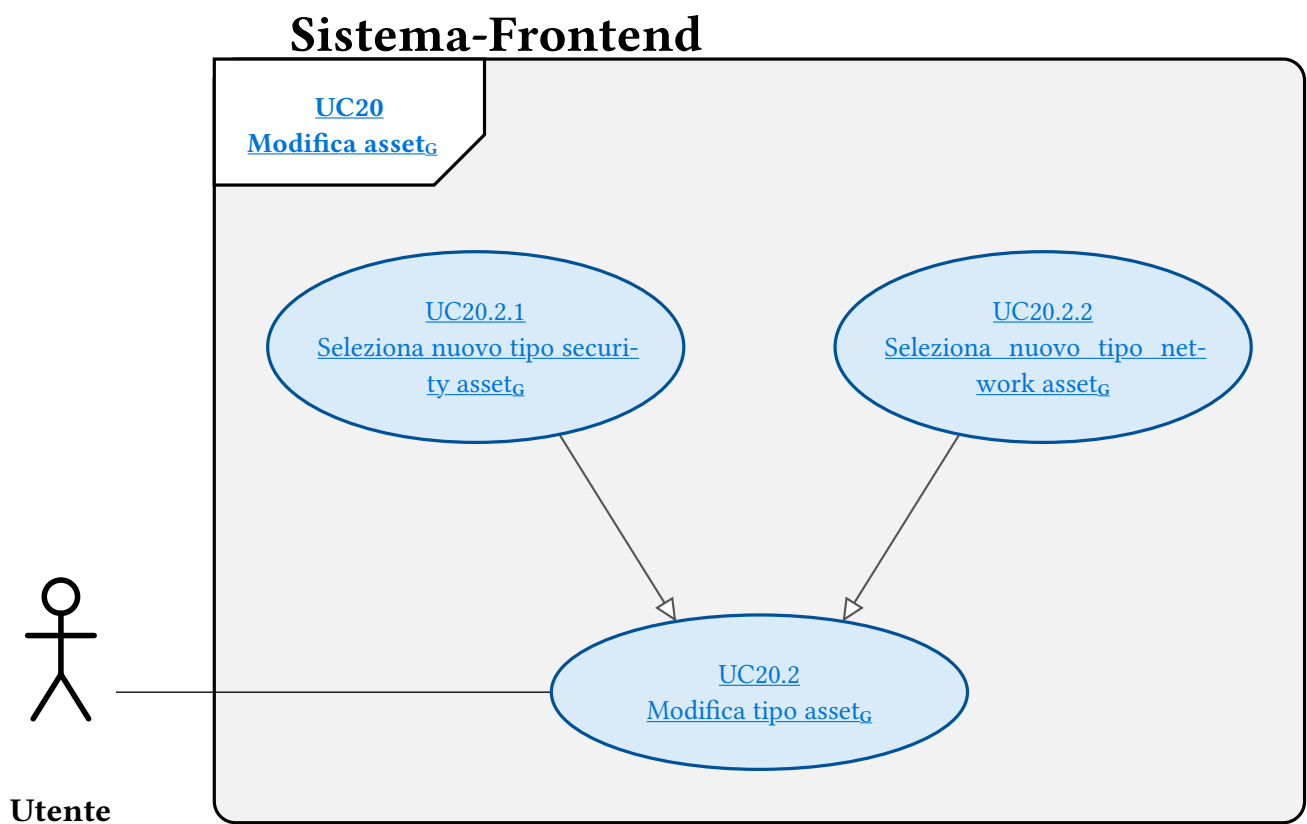 Sistema-Frontend
UC20
Modifica assetG
UC20.2.1
Seleziona nuovo tipo securi-
ty assetG
UC20.2.2
Seleziona nuovo tipo net-
work assetG
UC20.2
Modifica tipo assetG
Utente